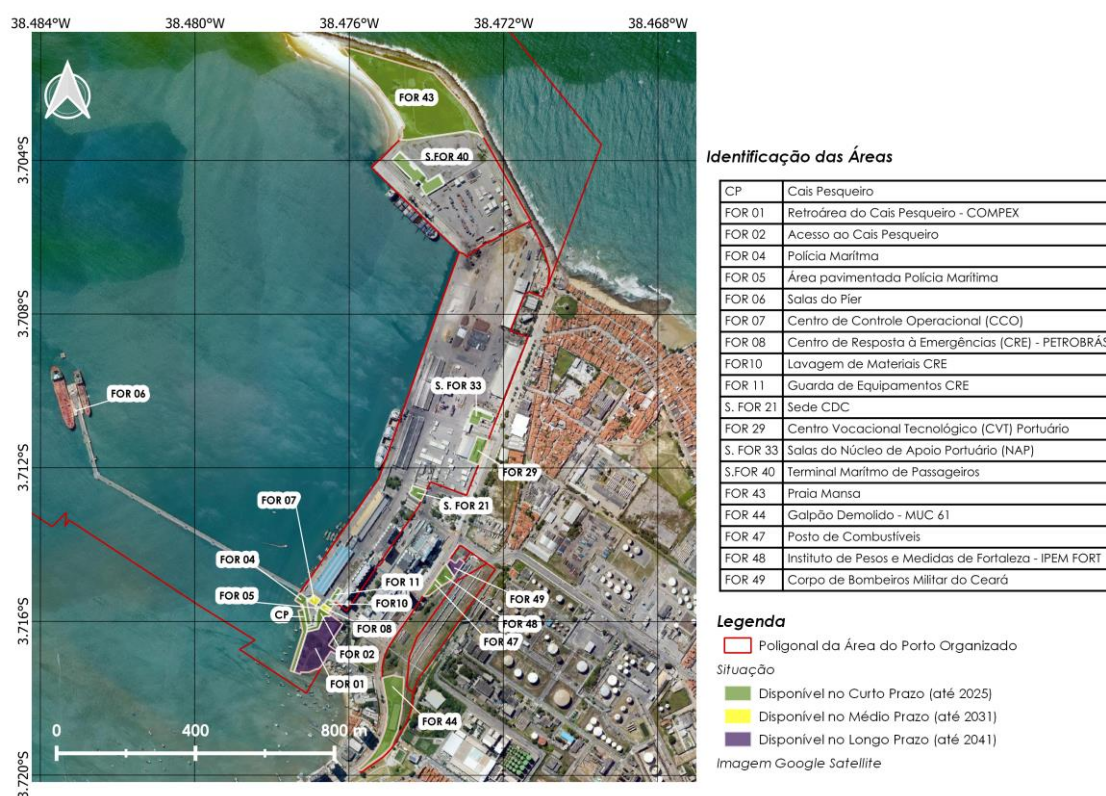 38.484°W 38.480°W 38.476°W 38.472°W 38.468°W
3.704°S
3.708°S
3.712°S
3.716°S
3.720°S
FOR 43
S.FOR 40
FOR 06
S. FOR 33
FOR 29
FOR 07
S. FOR 21
FOR 04
FOR 11
FOR 05
FOR10
FOR 49
CP
FOR 08
FOR 48
FOR 02
FOR 47
FOR 01
FOR 44
0 400 800 m
Identificação das Áreas
CP Cais Pesqueiro
FOR 01 Retroárea do Cais Pesqueiro - COMPEX
FOR 02 Acesso ao Cais Pesqueiro
FOR 04 Polícia Marítma
FOR 05 Área pavimentada Polícia Marítima
FOR 06 Salas do Píer
FOR 07 Centro de Controle Operacional (CCO)
FOR 08 Centro de Resposta à Emergências (CRE) - PETROBRÁS
FOR10 Lavagem de Materiais CRE
FOR 11 Guarda de Equipamentos CRE
S. FOR 21 Sede CDC
FOR 29 Centro Vocacional Tecnológico (CVT) Portuário
S. FOR 33 Salas do Núcleo de Apoio Portuário (NAP)
S.FOR 40 Terminal Marítmo de Passageiros
FOR 43 Praia Mansa
FOR 44 Galpão Demolido - MUC 61
FOR 47 Posto de Combustíveis
FOR 48 Instituto de Pesos e Medidas de Fortaleza - IPEM FORT
FOR 49 Corpo de Bombeiros Militar do Ceará
Legenda
Poligonal da Área do Porto Organizado
Situação
Disponível no Curto Prazo (até 2025)
Disponível no Médio Prazo (até 2031)
Disponível no Longo Prazo (até 2041)
Imagem Google Satellite